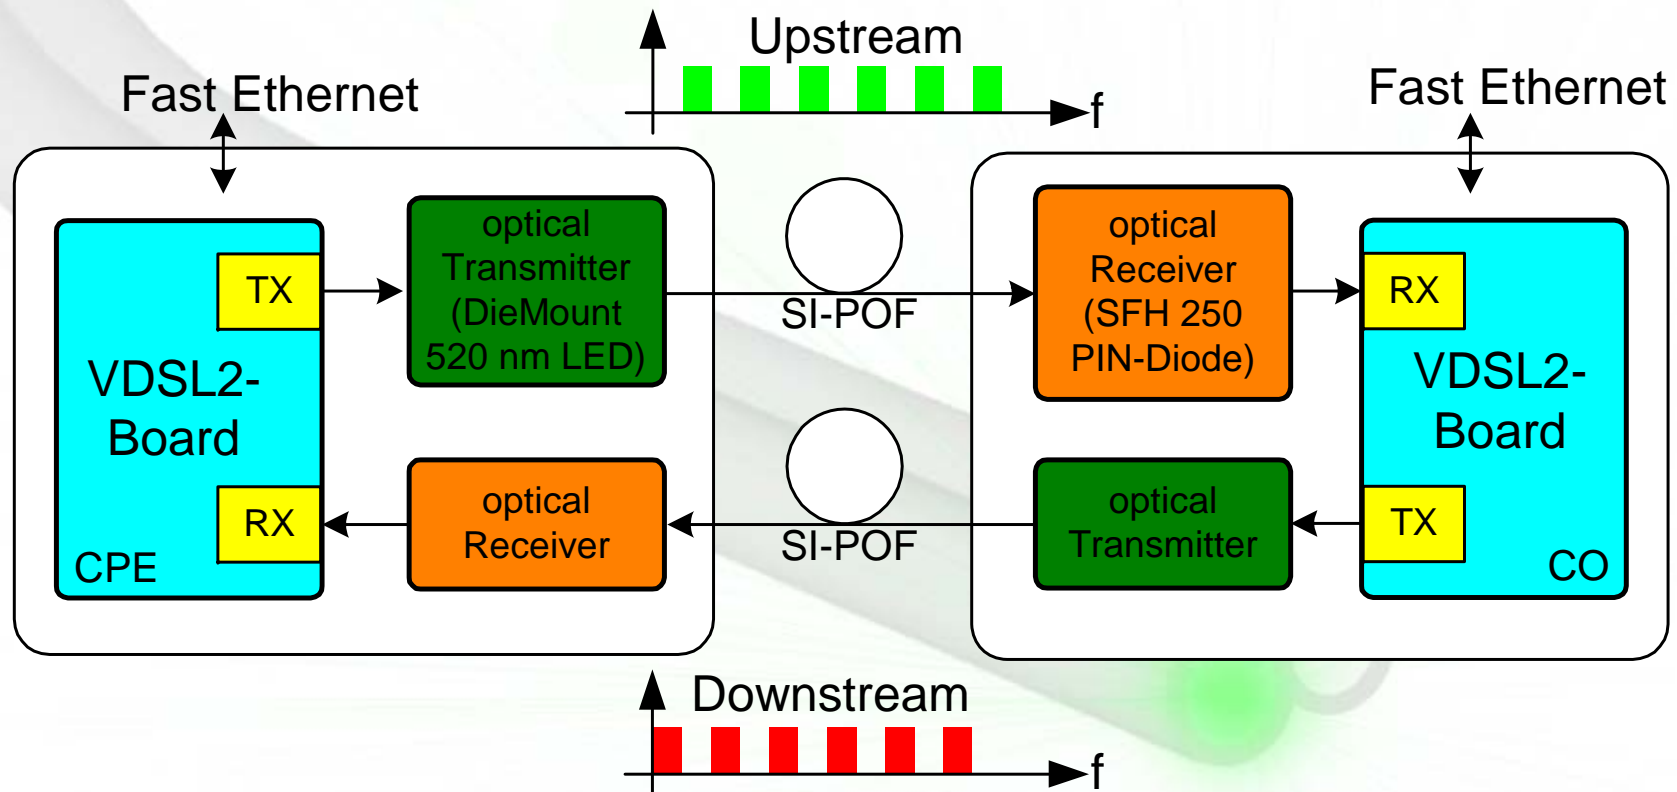 Upstream
f
Fast Ethernet
Fast Ethernet
TX
VDSL2-
Board
RX
CPE
optical
Transmitter
(DieMount
520 nm LED)
optical
Receiver
SI-POF
SI-POF
optical
Receiver
(SFH 250
PIN-Diode)
optical
Transmitter
RX
VDSL2-
Board
TX
CO
Downstream
f